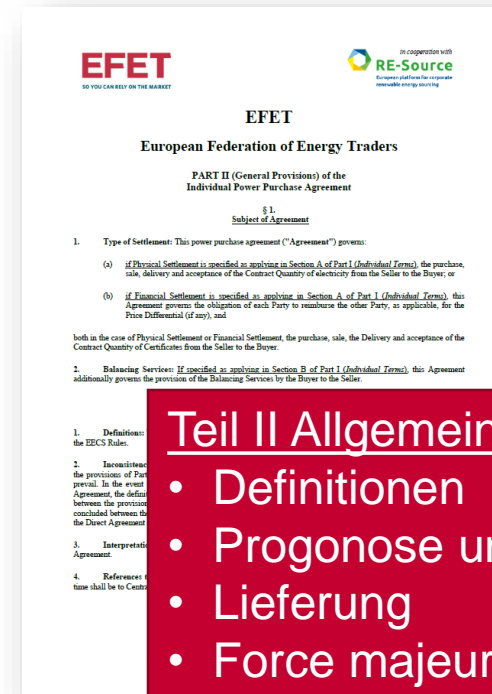 EFET
SO YOU CAN RELY ON THE MARKET
in cooperation with
RE-Source
European platform for corporate
renewable energy sourcing
EFET
European Federation of Energy Traders
PART II (General Provisions) of the
Individual Power Purchase Agreement
§ 1.
Subject of Agreement
1. Type of Settlement: This power purchase agreement ("Agreement") governs:
(a) if Physical Settlement is specified as applying in Section A of Part I (Individual Terms), the purchase,
sale, delivery and acceptance of the Contract Quantity of electricity from the Seller to the Buyer; or
(b) if Financial Settlement is specified as applying in Section A of Part I (Individual Terms), this
Agreement governs the obligation of each Party to reimburse the other Party, as applicable, for the
Price Differential (if any), and
both in the case of Physical Settlement or Financial Settlement, the purchase, sale, the Delivery and acceptance of the
Contract Quantity of Certificates from the Seller to the Buyer.
2. Balancing Services: If specified as applying in Section B of Part I (Individual Terms), this Agreement
additionally governs the provision of the Balancing Services by the Buyer to the Seller.
1. Definitions:
the EECS Rules.
2. Inconsistenc
the provisions of Part
prevail. In the event
Agreement, the definit
between the provision
concluded between th
the Direct Agreement
3. Interpretatio
Agreement.
4. References t
time shall be to Centra
Teil II Allgemein
• Definitionen
• Progonose un
• Lieferung
• Force majeur